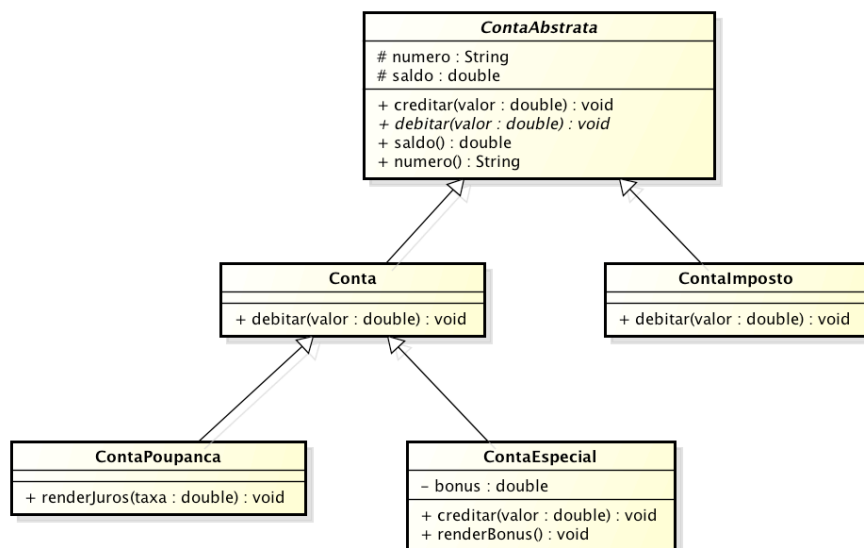 ContaAbstrata
# numero : String
# saldo : double
+ creditar(valor : double) : void
+ debitar(valor : double) : void
+ saldo() : double
+ numero() : String
Conta
+ debitar(valor : double) : void
ContaImposto
+ debitar(valor : double) : void
ContaPoupanca
+ renderJuros(taxa : double) : void
ContaEspecial
- bonus : double
+ creditar(valor : double) : void
+ renderBonus() : void